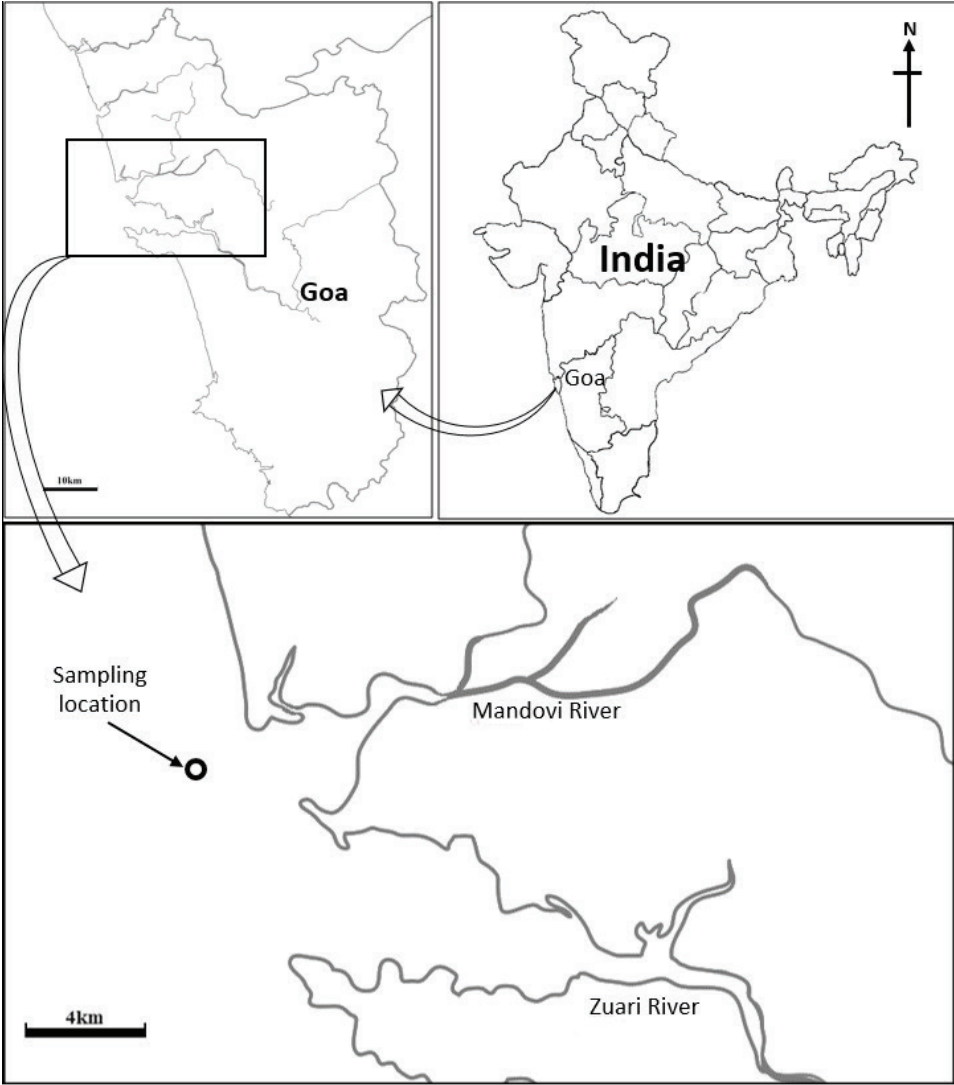 N
India
Goa
Goa
10km
Sampling
location
Mandovi River
Zuari River
4km